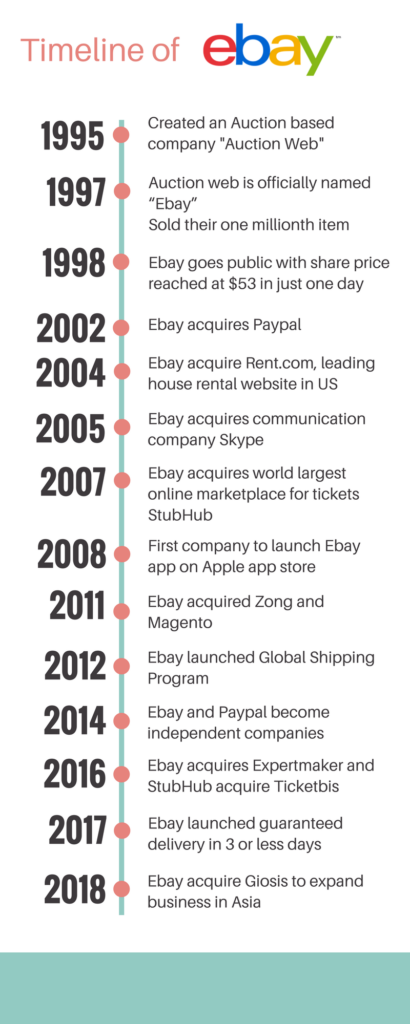 Timeline of ebay™
1995
Created an Auction based
company "Auction Web"
1997
Auction web is officially named
“Ebay”
Sold their one millionth item
1998
Ebay goes public with share price
reached at $53 in just one day
2002
Ebay acquires Paypal
2004
Ebay acquire Rent.com, leading
house rental website in US
2005
Ebay acquires communication
company Skype
2007
Ebay acquires world largest
online marketplace for tickets
StubHub
2008
First company to launch Ebay
app on Apple app store
2011
Ebay acquired Zong and
Magento
2012
Ebay launched Global Shipping
Program
2014
Ebay and Paypal become
independent companies
2016
Ebay acquires Expertmaker and
StubHub acquire Ticketbis
2017
Ebay launched guaranteed
delivery in 3 or less days
2018
Ebay acquire Giosis to expand
business in Asia